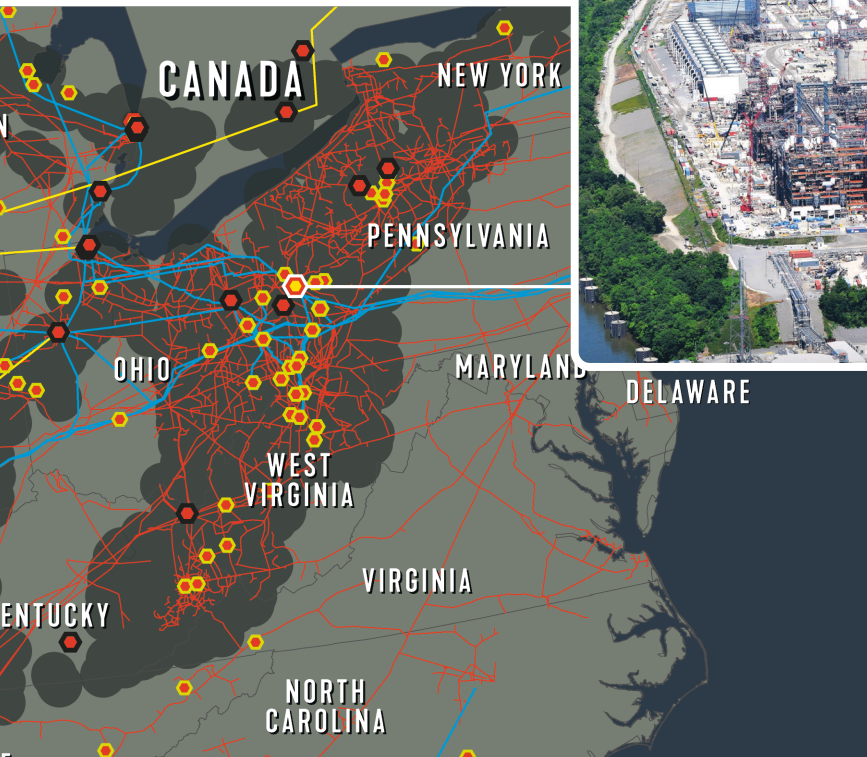 CANADA
NEW YORK
N
PENNSYLVANIA
OHIO
MARYLAND
DELAWARE
WEST
VIRGINIA
VIRGINIA
ENTUCKY
NORTH
CAROLINA